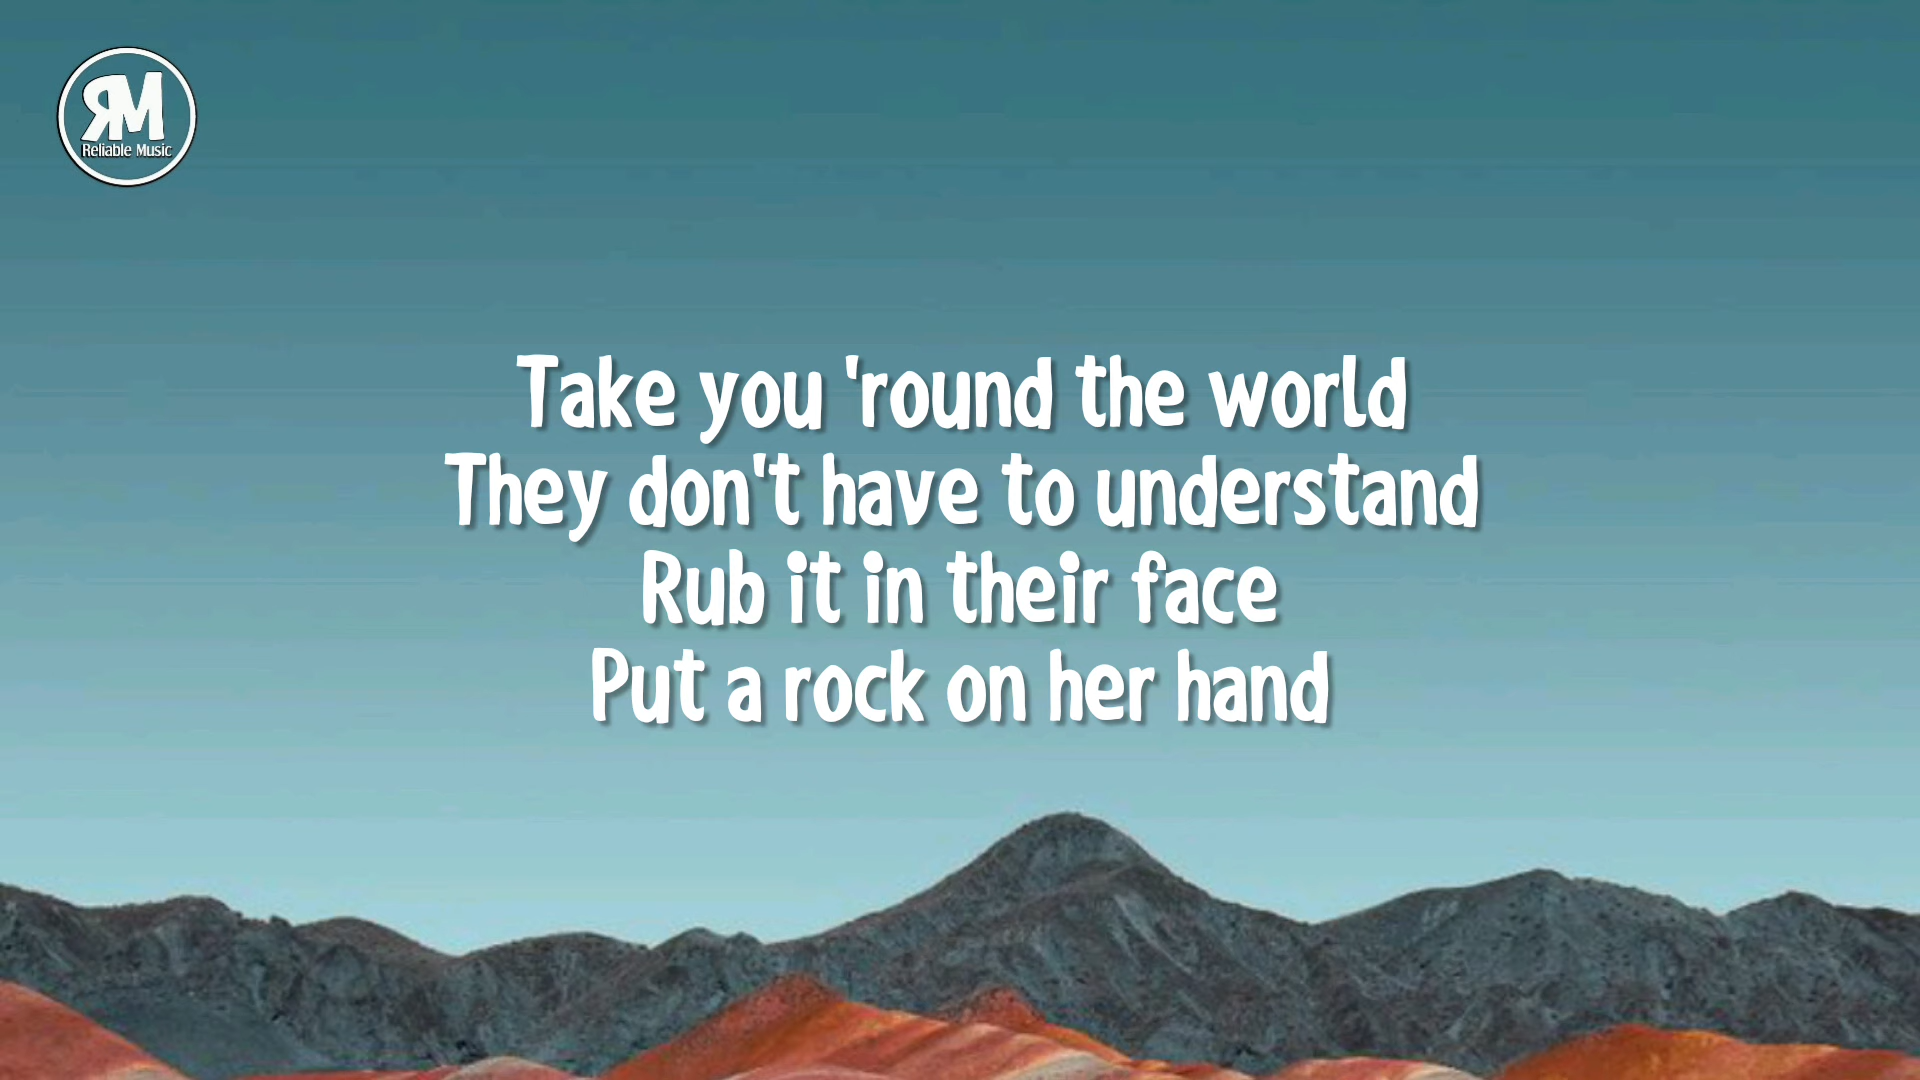 RM
Reliable Music
Take you 'round the world
They don't have to understand
Rub it in their face
Put a rock on her hand